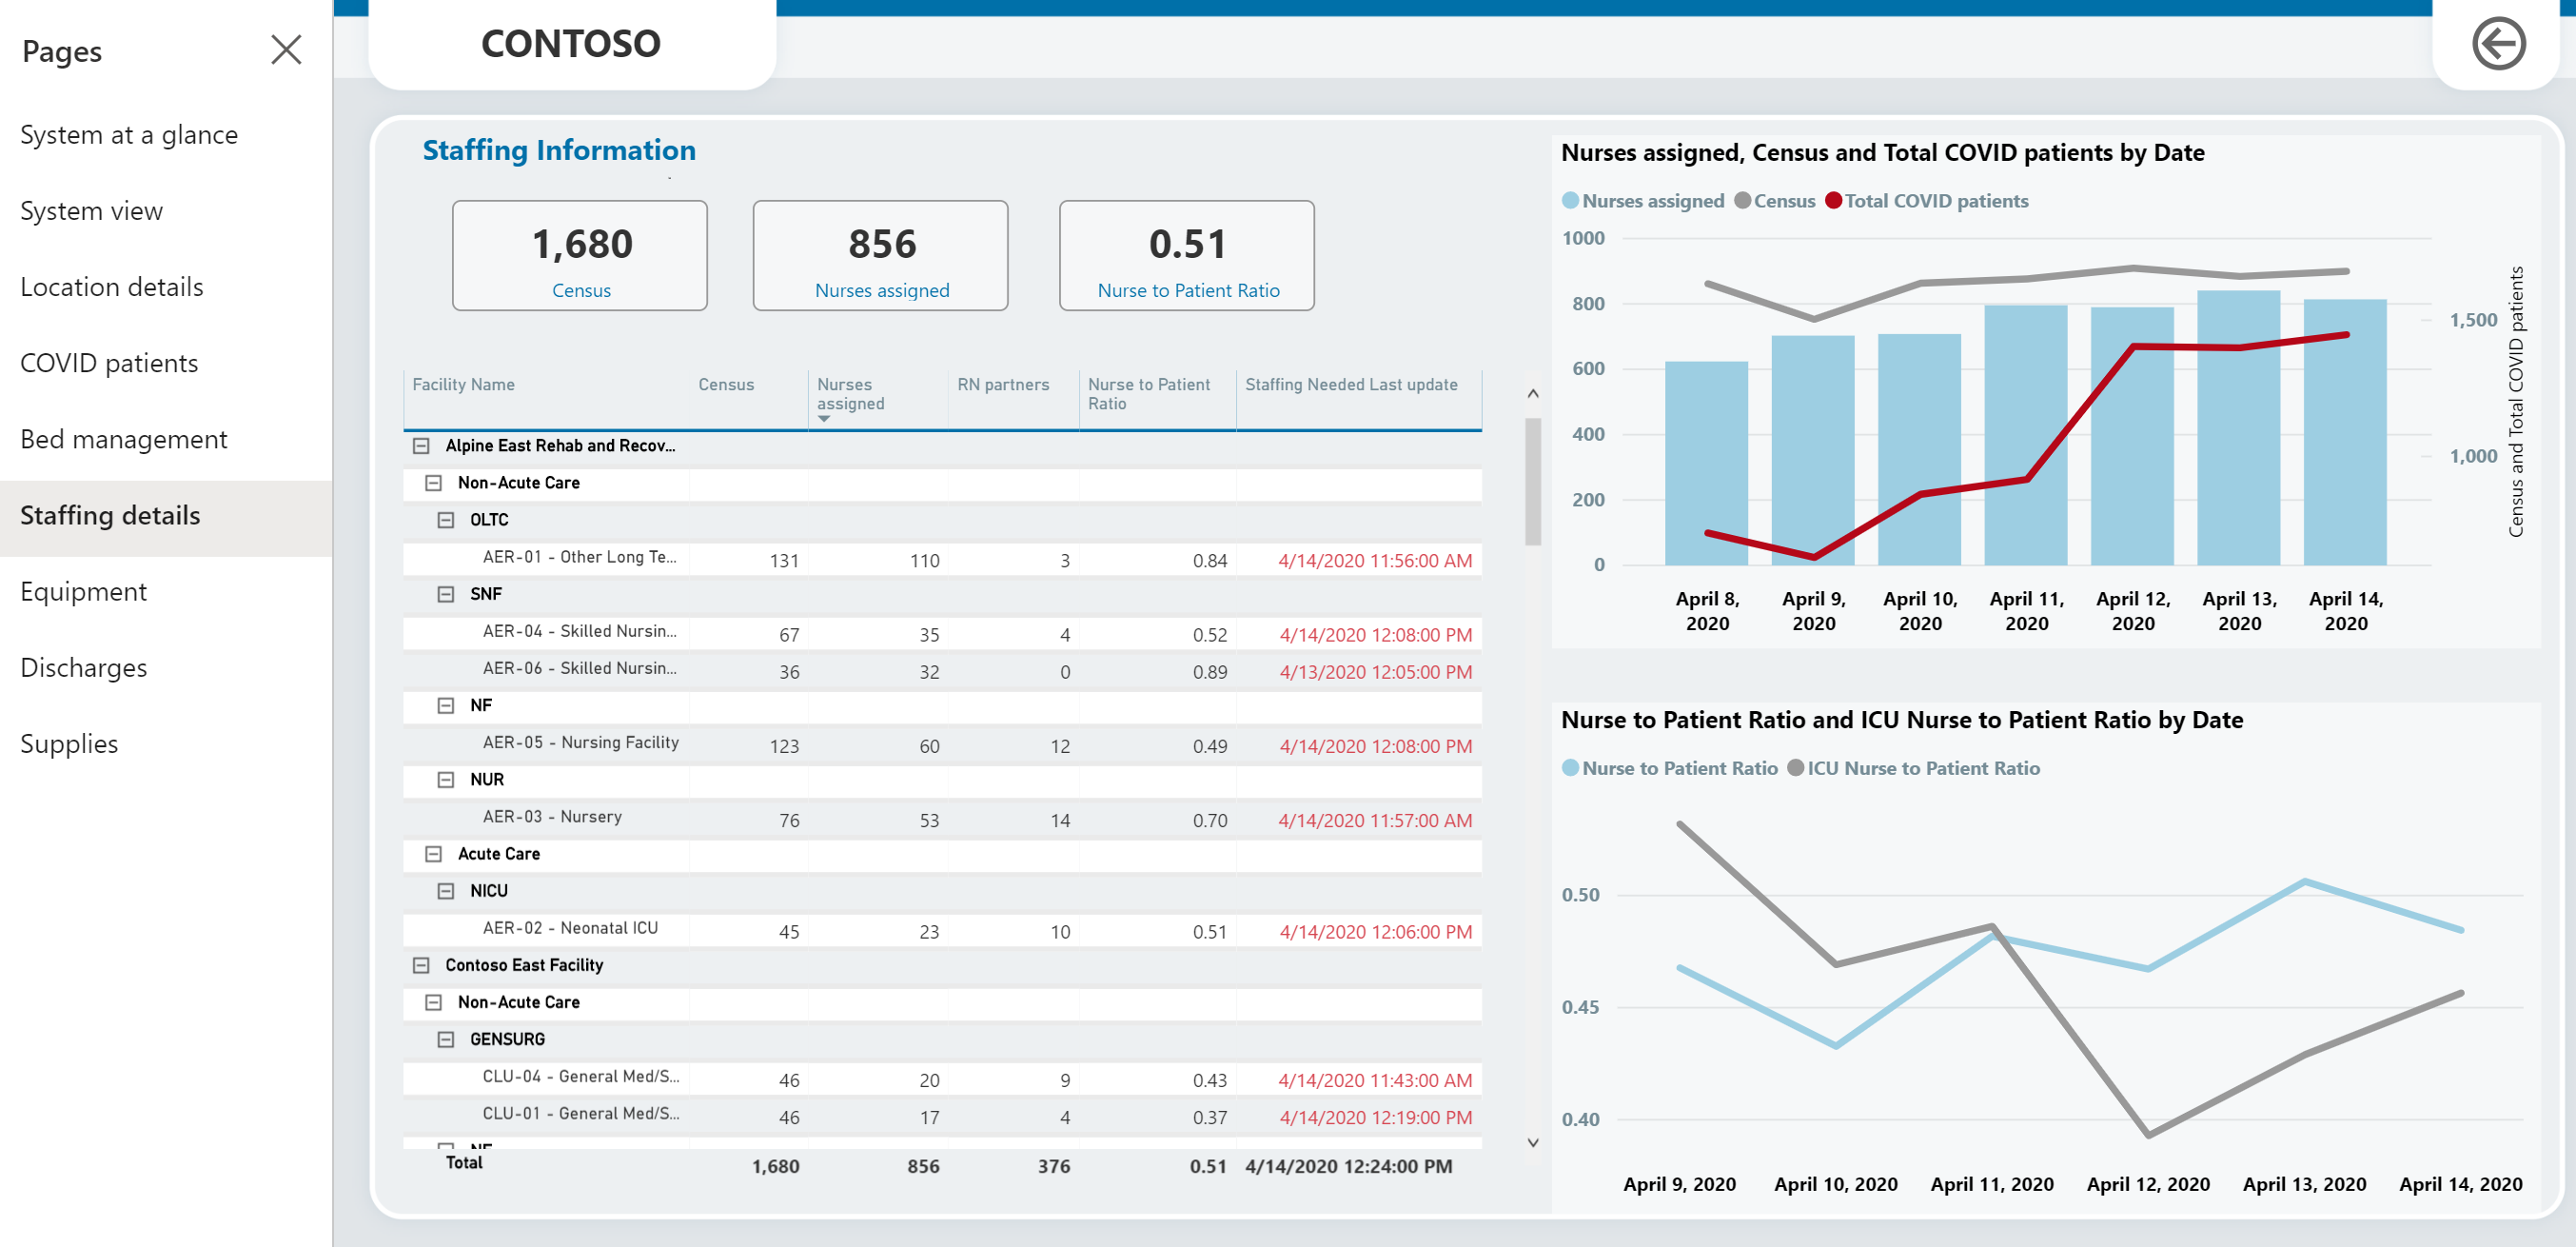 Pages
System at a glance
System view
Location details
COVID patients
Bed management
Staffing details
Equipment
Discharges
Supplies
CONTOSO
Staffing Information
1,680
Census
856
Nurses assigned
0.51
Nurse to Patient Ratio
Facility Name Census Nurses assigned RN partners Nurse to Patient Ratio Staffing Needed Last update
Alpine East Rehab and Recov...
Non-Acute Care
OLTC
AER-01 - Other Long Te... 131 110 3 0.84 4/14/2020 11:56:00 AM
SNF
AER-04 - Skilled Nursin... 67 35 4 0.52 4/14/2020 12:08:00 PM
AER-06 - Skilled Nursin... 36 32 0 0.89 4/13/2020 12:05:00 PM
NF
AER-05 - Nursing Facility 123 60 12 0.49 4/14/2020 12:08:00 PM
NUR
AER-03 - Nursery 76 53 14 0.70 4/14/2020 11:57:00 AM
Acute Care
NICU
AER-02 - Neonatal ICU 45 23 10 0.51 4/14/2020 12:06:00 PM
Contoso East Facility
Non-Acute Care
GENSURG
CLU-04 - General Med/S... 46 20 9 0.43 4/14/2020 11:43:00 AM
CLU-01 - General Med/S... 46 17 4 0.37 4/14/2020 12:19:00 PM
Total 1,680 856 376 0.51 4/14/2020 12:24:00 PM
Nurses assigned, Census and Total COVID patients by Date
Nurses assigned Census Total COVID patients
1000
800
600
400
200
0
1,500
1,000
Census and Total COVID patients
April 8, 2020
April 9, 2020
April 10, 2020
April 11, 2020
April 12, 2020
April 13, 2020
April 14, 2020
Nurse to Patient Ratio and ICU Nurse to Patient Ratio by Date
Nurse to Patient Ratio ICU Nurse to Patient Ratio
0.50
0.45
0.40
April 9, 2020 April 10, 2020 April 11, 2020 April 12, 2020 April 13, 2020 April 14, 2020